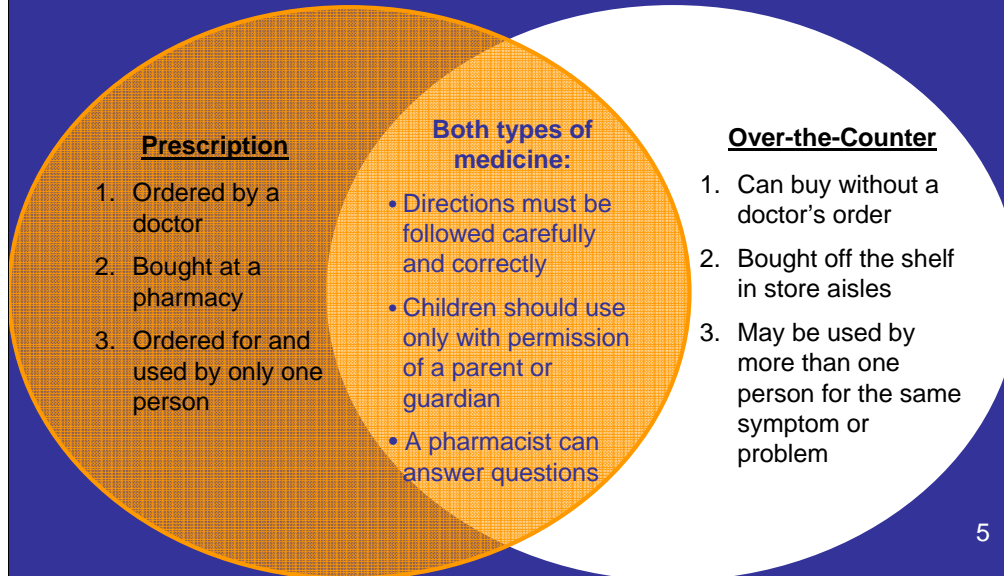 Prescription
1. Ordered by a
doctor
2. Bought at a
pharmacy
3. Ordered for and
used by only one
person
Both types of
medicine:
• Directions must be
followed carefully
and correctly
• Children should use
only with permission
of a parent or
guardian
• A pharmacist can
answer questions
Over-the-Counter
1. Can buy without a
doctor's order
2. Bought off the shelf
in store aisles
3. May be used by
more than one
person for the same
symptom or
problem
5